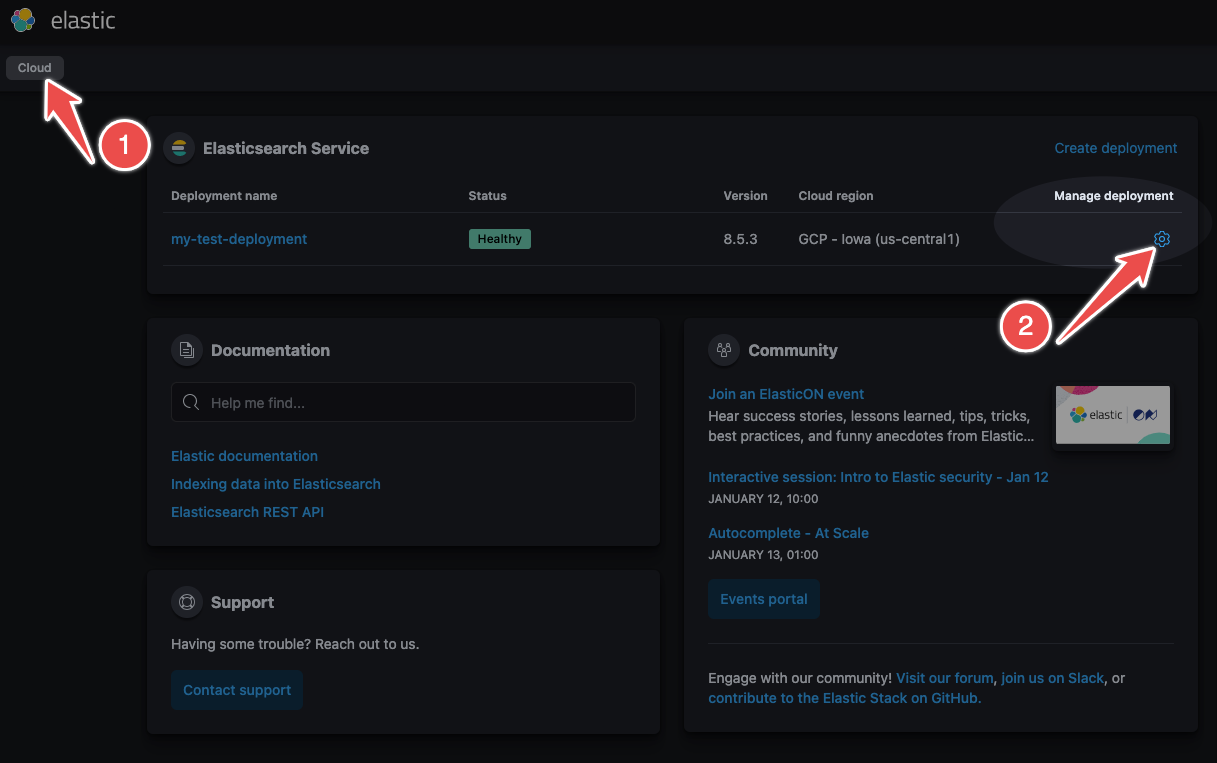 elastic
Cloud
1
Elasticsearch Service
Create deployment
Deployment name Status Version Cloud region Manage deployment
my-test-deployment Healthy 8.5.3 GCP - Iowa (us-central1)
2
Documentation
Help me find...
Elastic documentation
Indexing data into Elasticsearch
Elasticsearch REST API
Support
Having some trouble? Reach out to us.
Contact support
Community
Join an ElasticON event
Hear success stories, lessons learned, tips, tricks,
best practices, and funny anecdotes from Elastic...
elastic
Interactive session: Intro to Elastic security - Jan 12
JANUARY 12, 10:00
Autocomplete - At Scale
JANUARY 13, 01:00
Events portal
Engage with our community! Visit our forum, join us on Slack, or
contribute to the Elastic Stack on GitHub.